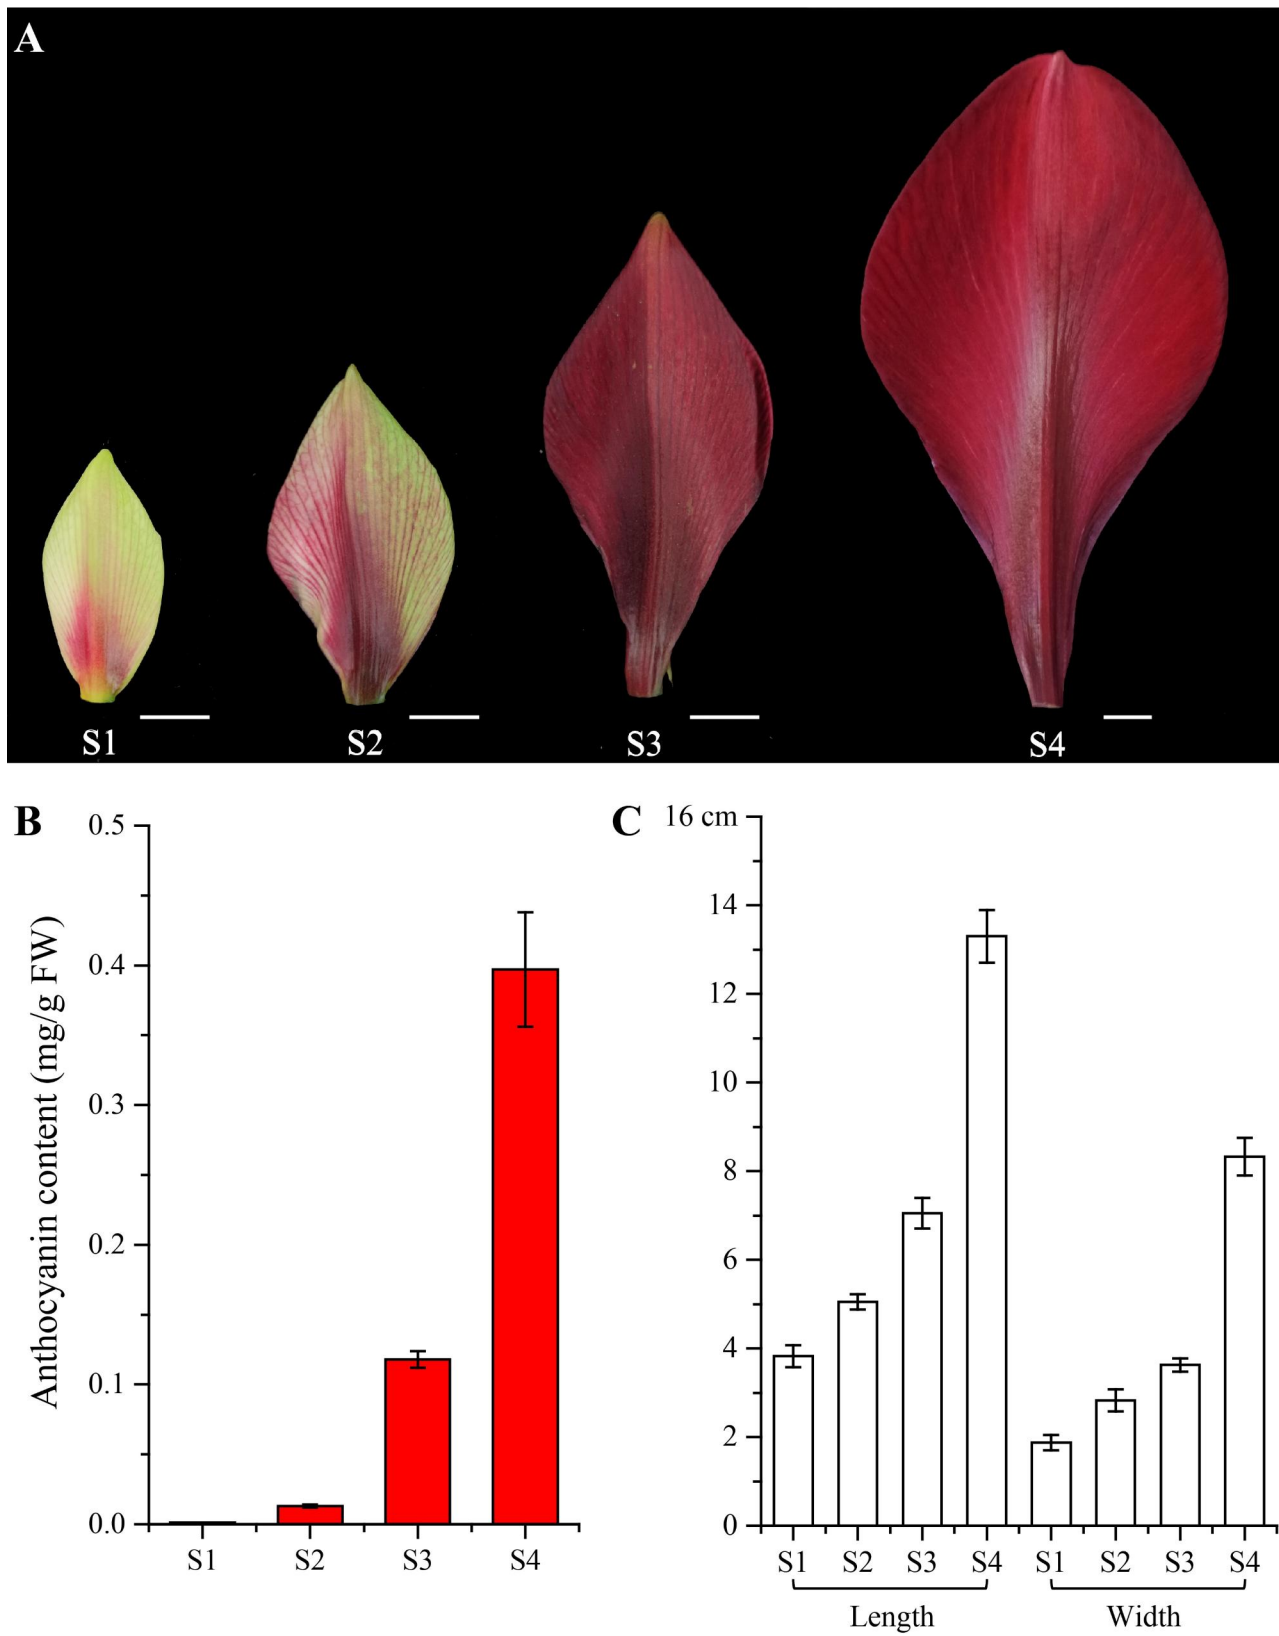 A
S1 S2 S3 S4
B
Anthocyanin content (mg/g FW)
0.5
0.4
0.3
0.2
0.1
0.0
S1 S2 S3 S4
C
16 cm
14
12
10
8
6
4
2
0
S1 S2 S3 S4 S1 S2 S3 S4
Length Width